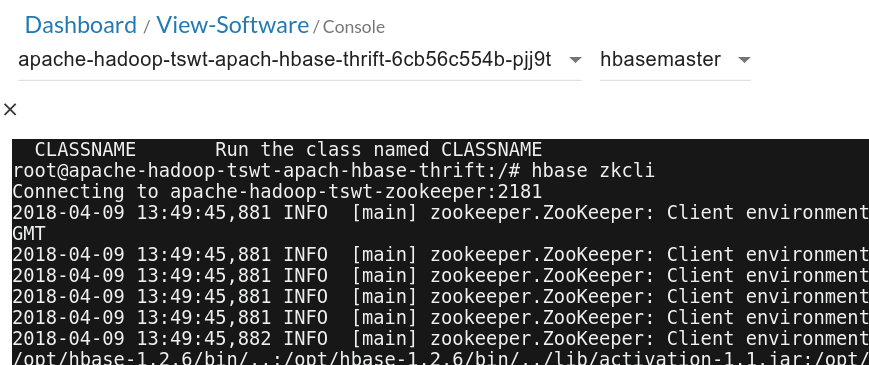 Dashboard / View-Software / Console
apache-hadoop-tswt-apach-hbase-thrift-6cb56c554b-pjj9t hbasemaster
×
CLASSNAME Run the class named CLASSNAME
root@apache-hadoop-tswt-apach-hbase-thrift:/# hbase zkcli
Connecting to apache-hadoop-tswt-zookeeper:2181
2018-04-09 13:49:45,881 INFO [main] zookeeper.ZooKeeper: Client environment
GMT
2018-04-09 13:49:45,881 INFO [main] zookeeper.ZooKeeper: Client environment
2018-04-09 13:49:45,881 INFO [main] zookeeper.ZooKeeper: Client environment
2018-04-09 13:49:45,881 INFO [main] zookeeper.ZooKeeper: Client environment
2018-04-09 13:49:45,881 INFO [main] zookeeper.ZooKeeper: Client environment
2018-04-09 13:49:45,882 INFO [main] zookeeper.ZooKeeper: Client environment
/opt/hbase-1.2.6/bin/..:/opt/hbase-1.2.6/bin/../lib/activation-1.1.jar:/opt/